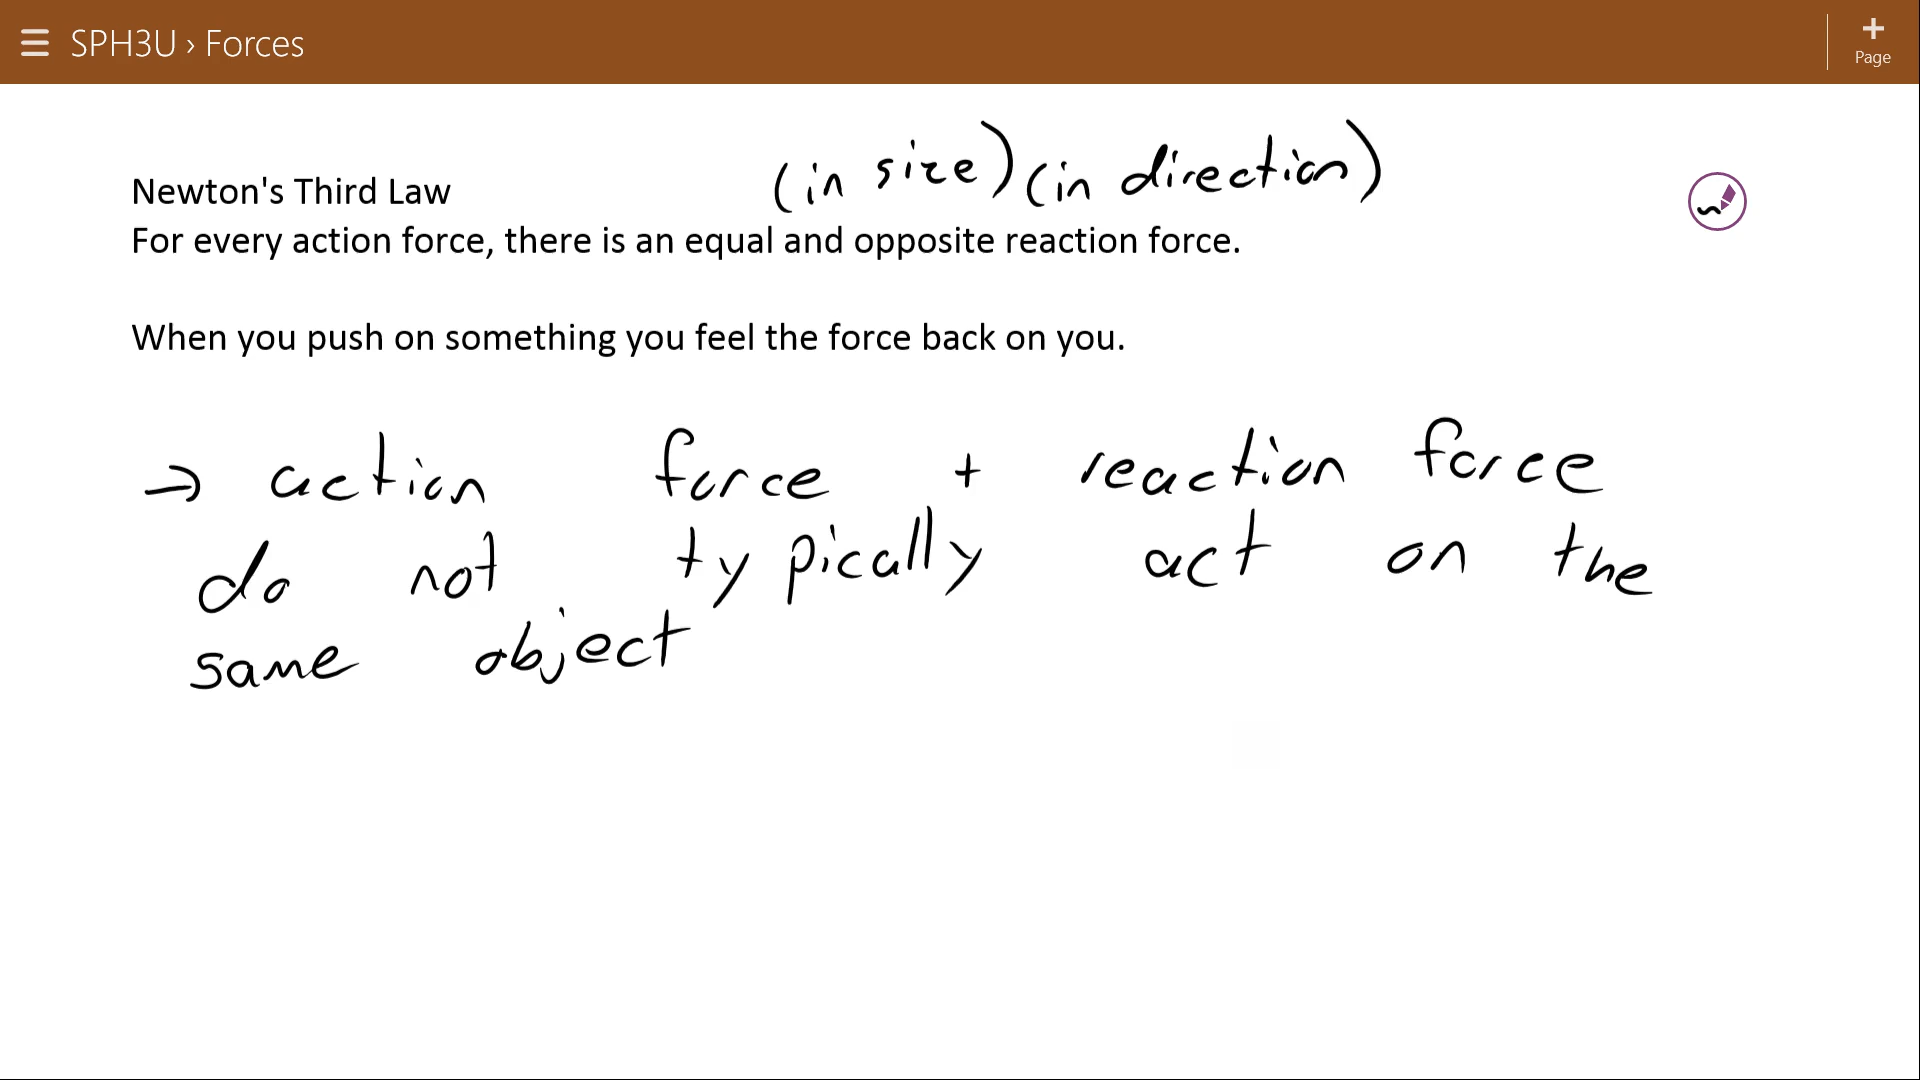 SPH3U › Forces
+
Page
(in size) (in direction)
Newton's Third Law
For every action force, there is an equal and opposite reaction force.
When you push on something you feel the force back on you.
→ action force + reaction force
do not typically act on the
same object